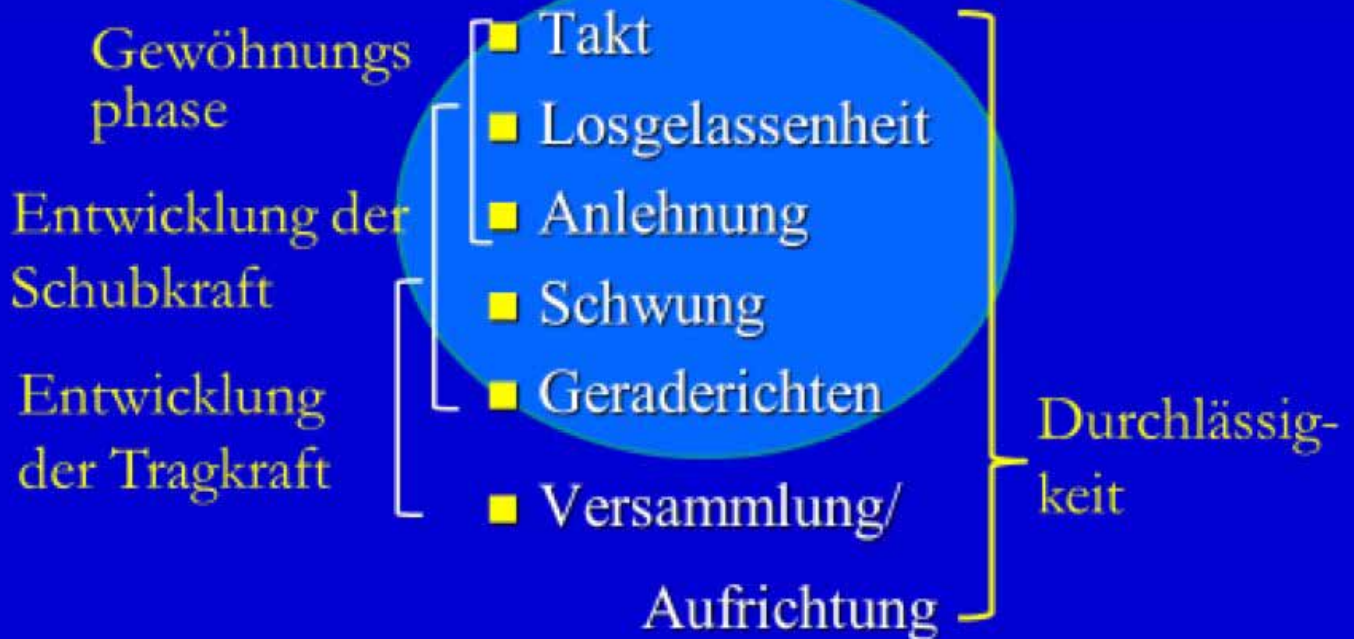 Gewöhnungs
phase
Entwicklung der
Schubkraft
Entwicklung
der Tragkraft
Takt
Losgelassenheit
Anlehnung
Schwung
Geraderichten
Versammlung/
Aufrichtung
Durchlässig-
keit